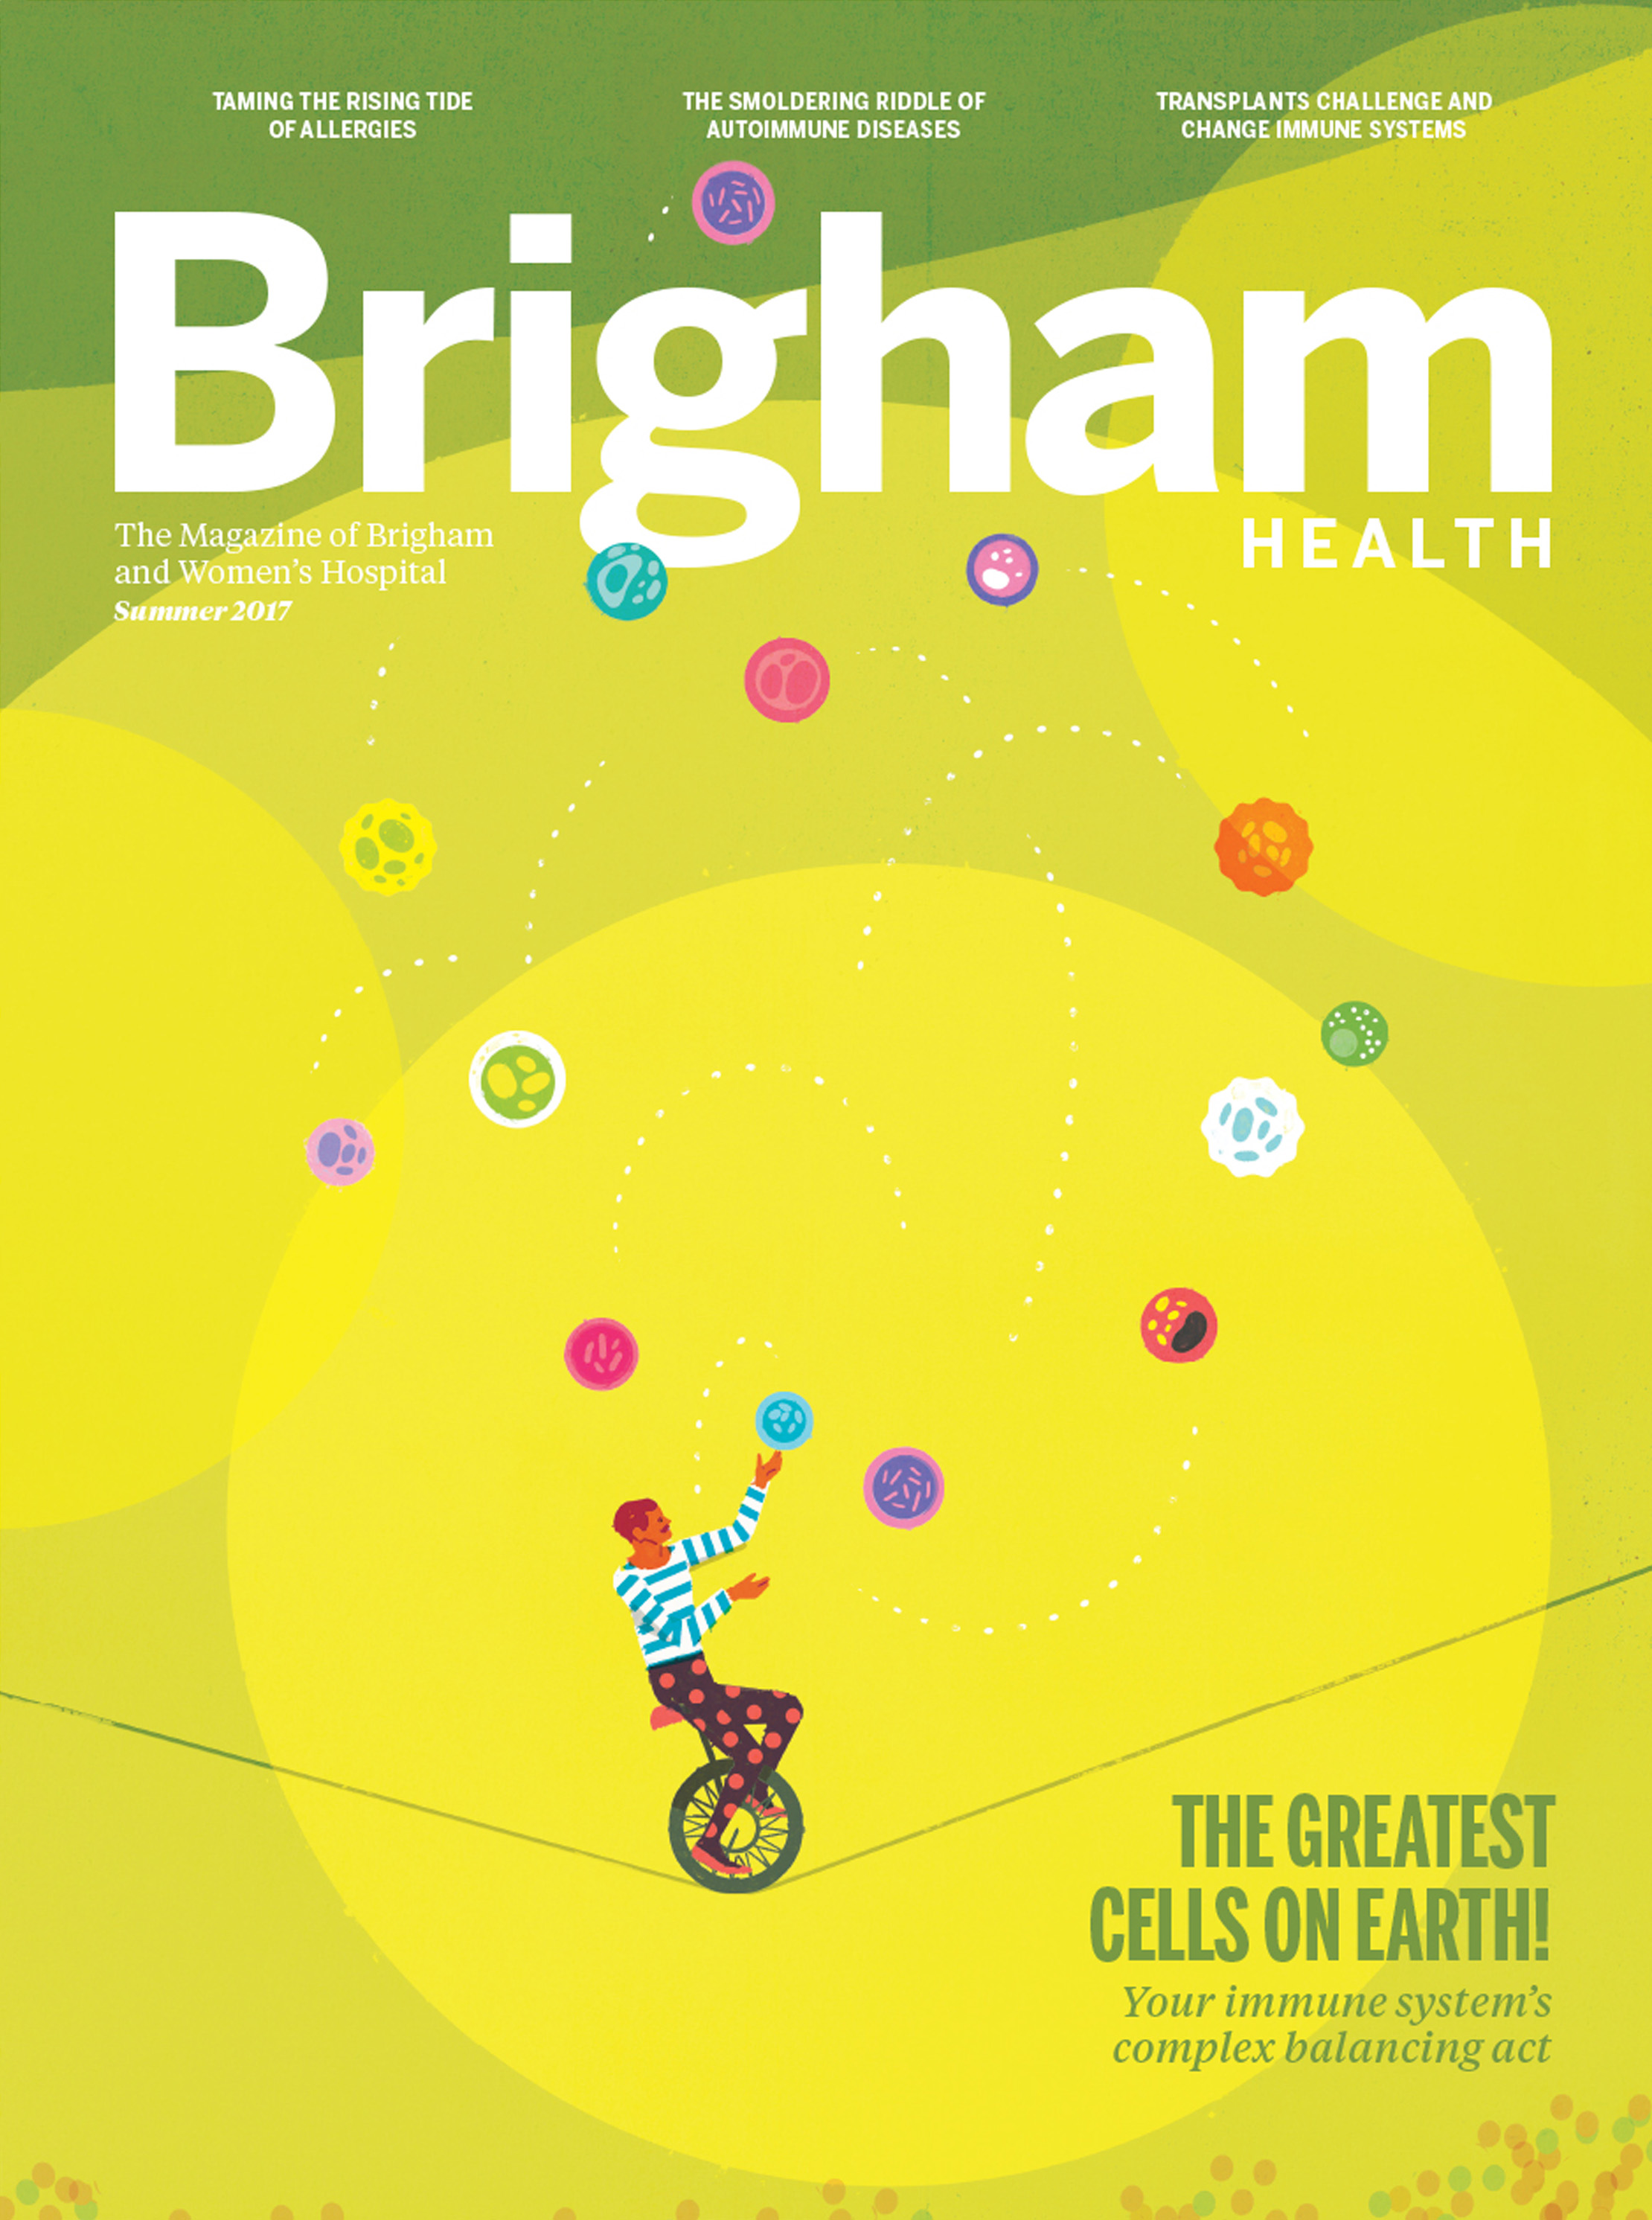 TAMING THE RISING TIDE
OF ALLERGIES
THE SMOLDERING RIDDLE OF
AUTOIMMUNE DISEASES
TRANSPLANTS CHALLENGE AND
CHANGE IMMUNE SYSTEMS
Brigham
HEALTH
The Magazine of Brigham
and Women's Hospital
Summer 2017
THE GREATEST
CELLS ON EARTH!
Your immune system's
complex balancing act